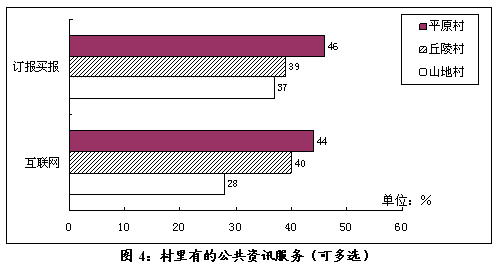 平原村
丘陵村
山地村
订报买报
46
39
37
互联网
44
40
28
单位：%
0 10 20 30 40 50 60
图 4：村里有的公共资讯服务（可多选）